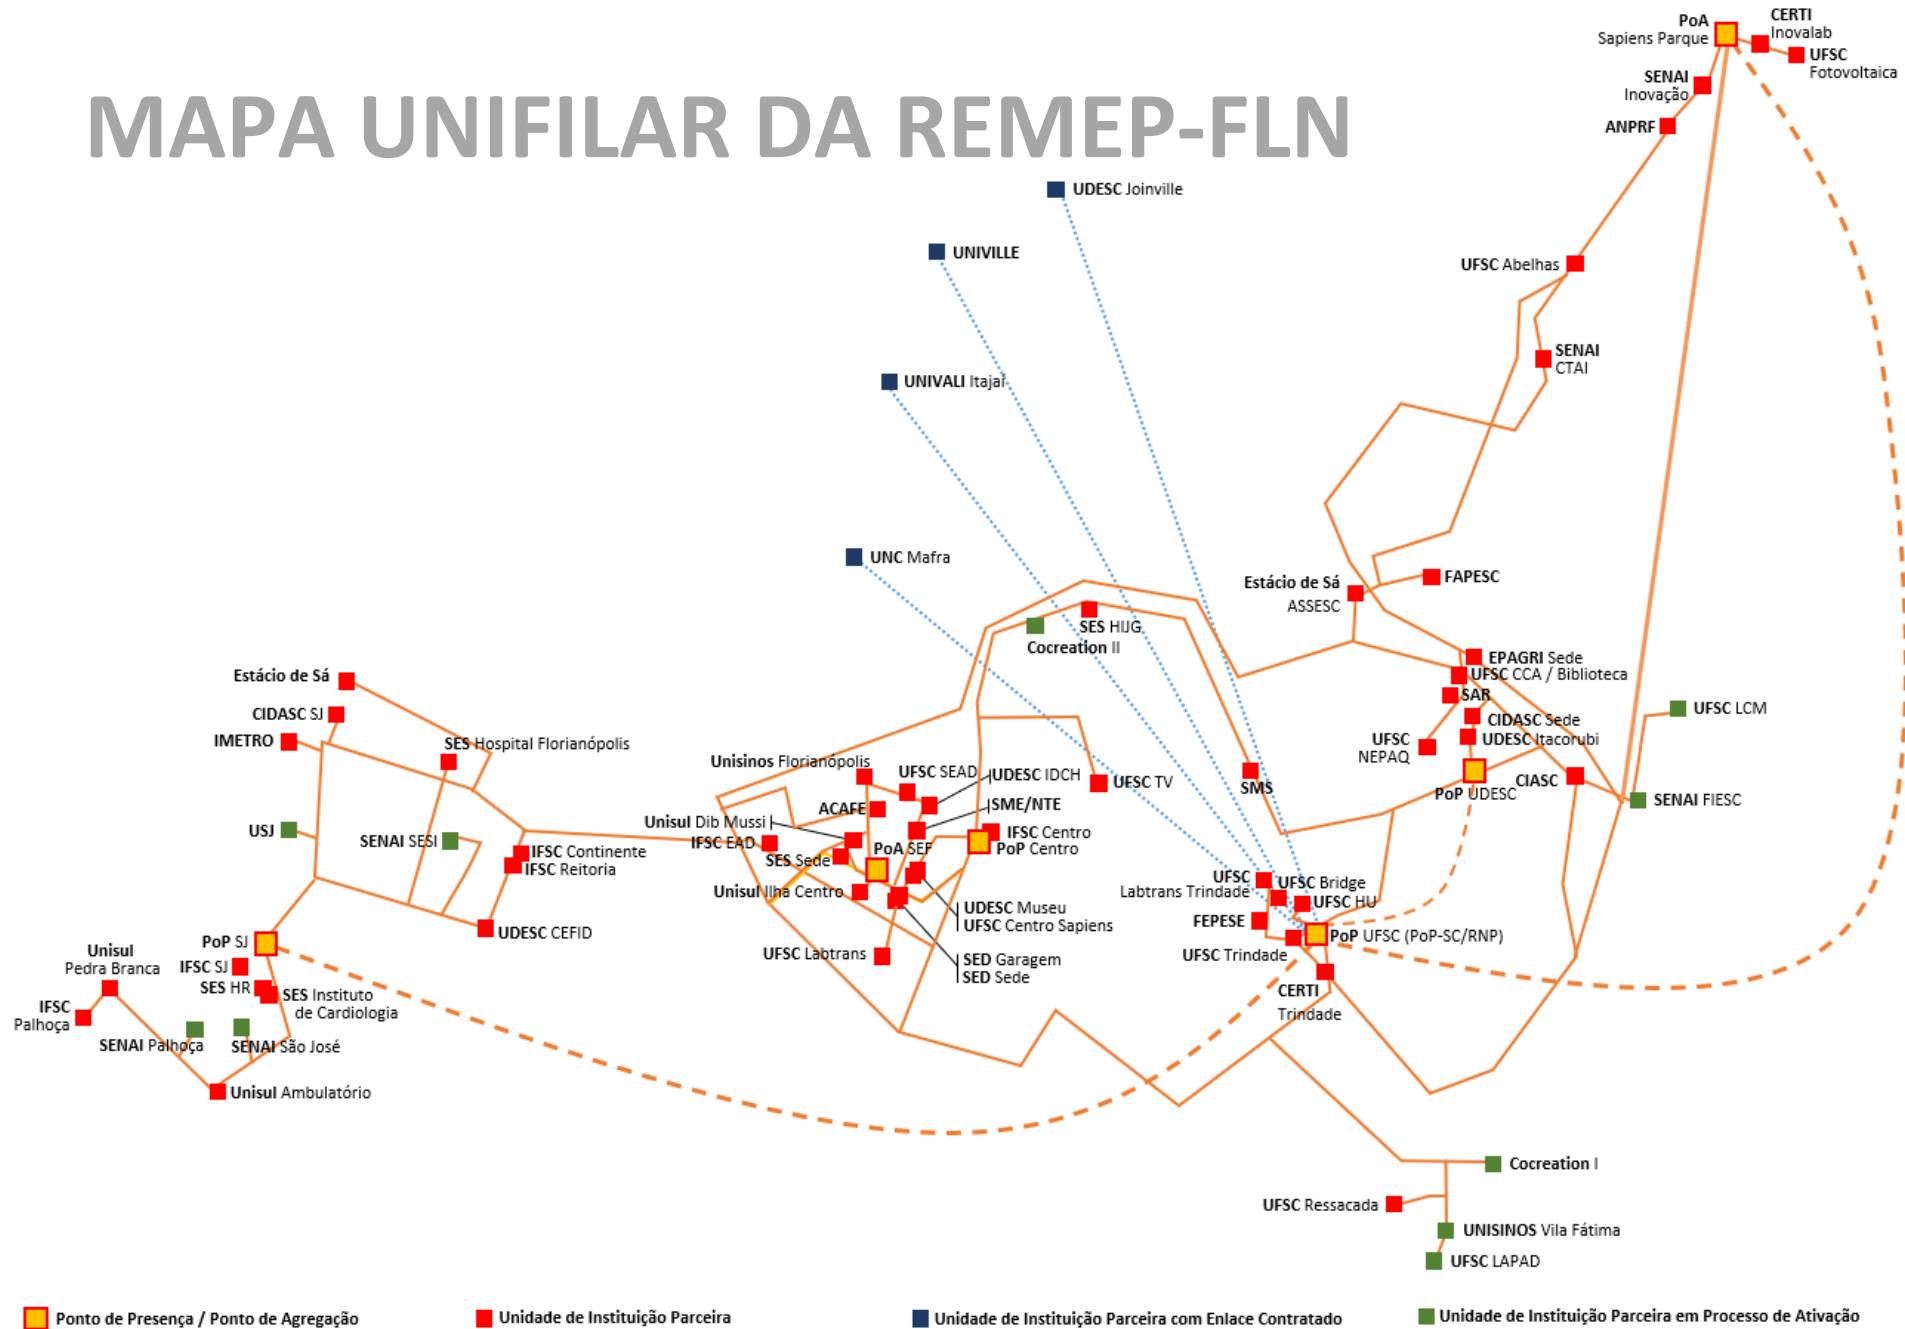 MAPA UNIFILAR DA REMEP-FLN
PoA
Sapiens Parque
CERTI
Inovalab
UFSC
Fotovoltaica
SENAI
Inovação
ANPRF
UDESC Joinville
UNIVILLE
UFSC Abelhas
SENAI
CTAI
UNIVALI Itajaí
UNC Mafra
Estácio de Sá
ASSESC
FAPESC
SES HIJG
Cocreation II
EPAGRI Sede
UFSC CCA / Biblioteca
SAR
CIDASC Sede
UDESC Itacorubi
UFSC
NEPAQ
PoP UDESC
CIASC
UFSC LCM
SENAI FIESC
Estácio de Sá
CIDASC SJ
IMETRO
SES Hospital Florianópolis
USJ
SENAI SESI
IFSC Continente
IFSC Reitoria
UDESC CEFID
Unisinos Florianópolis
UFSC SEAD
UDESC IDCH
ACAFE
SME/NTE
UFSC TV
SMS
Unisul Dib Mussi
IFSC EAD
SES Sede
PoA SEF
IFSC Centro
PoP Centro
Unisul Ilha Centro
UDESC Museu
UFSC Centro Sapiens
UFSC Labtrans
SED Garagem
SED Sede
UFSC
Labtrans Trindade
UFSC Bridge
UFSC HU
FEPESE
PoP UFSC (PoP-SC/RNP)
UFSC Trindade
CERTI
Trindade
PoP SJ
Unisul
Pedra Branca
IFSC SJ
SES HR
SES Instituto
de Cardiologia
IFSC
Palhoça
SENAI Palhoça
SENAI São José
Unisul Ambulatório
Cocreation I
UFSC Ressacada
UNISINOS Vila Fátima
UFSC LAPAD
Ponto de Presença / Ponto de Agregação
Unidade de Instituição Parceira
Unidade de Instituição Parceira com Enlace Contratado
Unidade de Instituição Parceira em Processo de Ativação